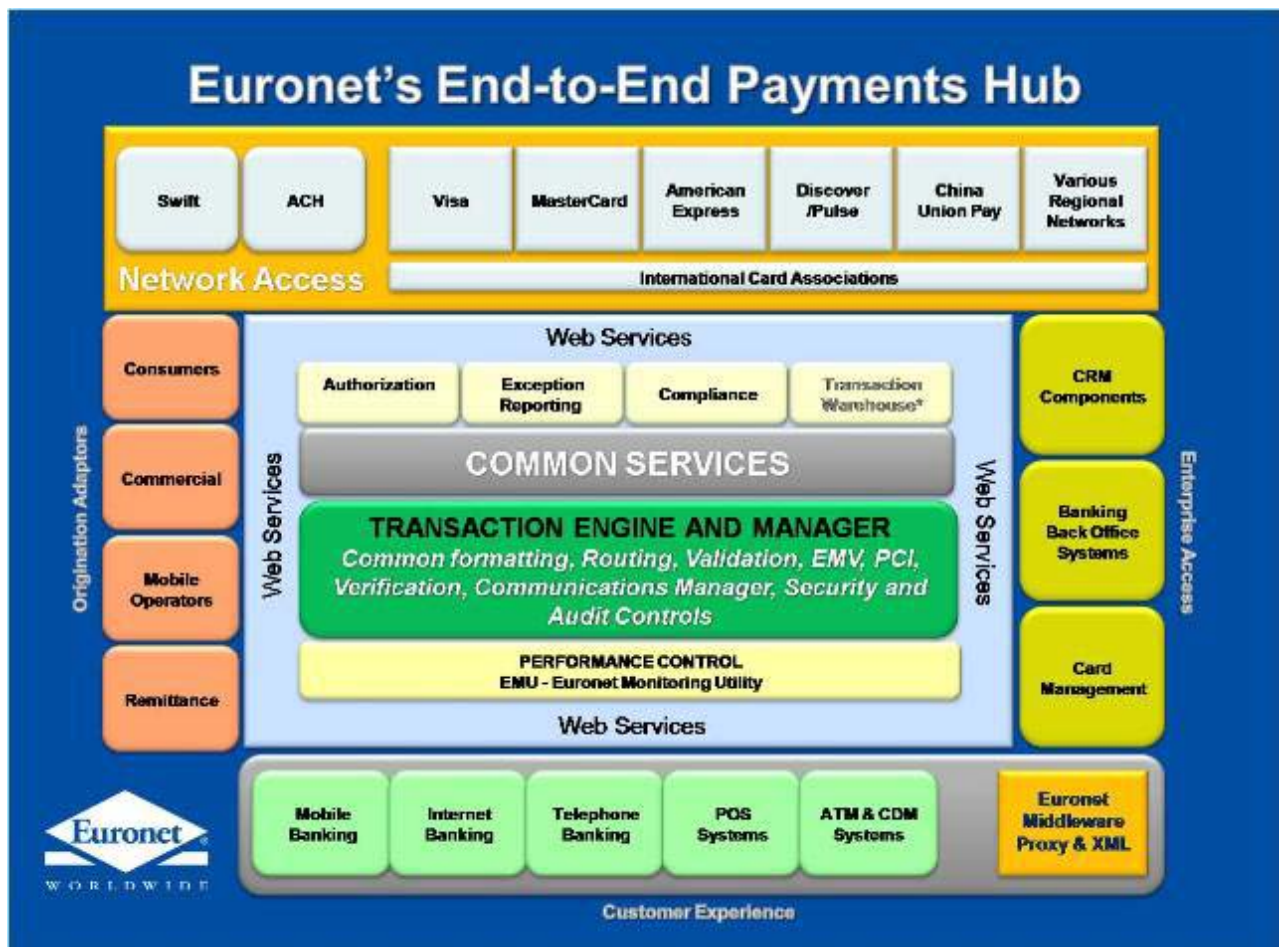 Euronet's End-to-End Payments Hub
Swift
ACH
Visa
MasterCard
American
Express
Discover
/Pulse
China
Union Pay
Various
Regional
Networks
Network Access
International Card Associations
Origination Adaptors
Consumers
Commercial
Mobile
Operators
Remittance
Web Services
Web Services
Authorization
Exception
Reporting
Compliance
Transaction
Warehouse*
COMMON SERVICES
TRANSACTION ENGINE AND MANAGER
Common formatting, Routing, Validation, EMV, PCI,
Verification, Communications Manager, Security and
Audit Controls
PERFORMANCE CONTROL
EMU - Euronet Monitoring Utility
Web Services
Web Services
CRM
Components
Banking
Back Office
Systems
Card
Management
Enterprise Access
Mobile
Banking
Internet
Banking
Telephone
Banking
POS
Systems
ATM & CDM
Systems
Euronet
Middleware
Proxy & XML
Customer Experience
Euronet
WORLDWIDE